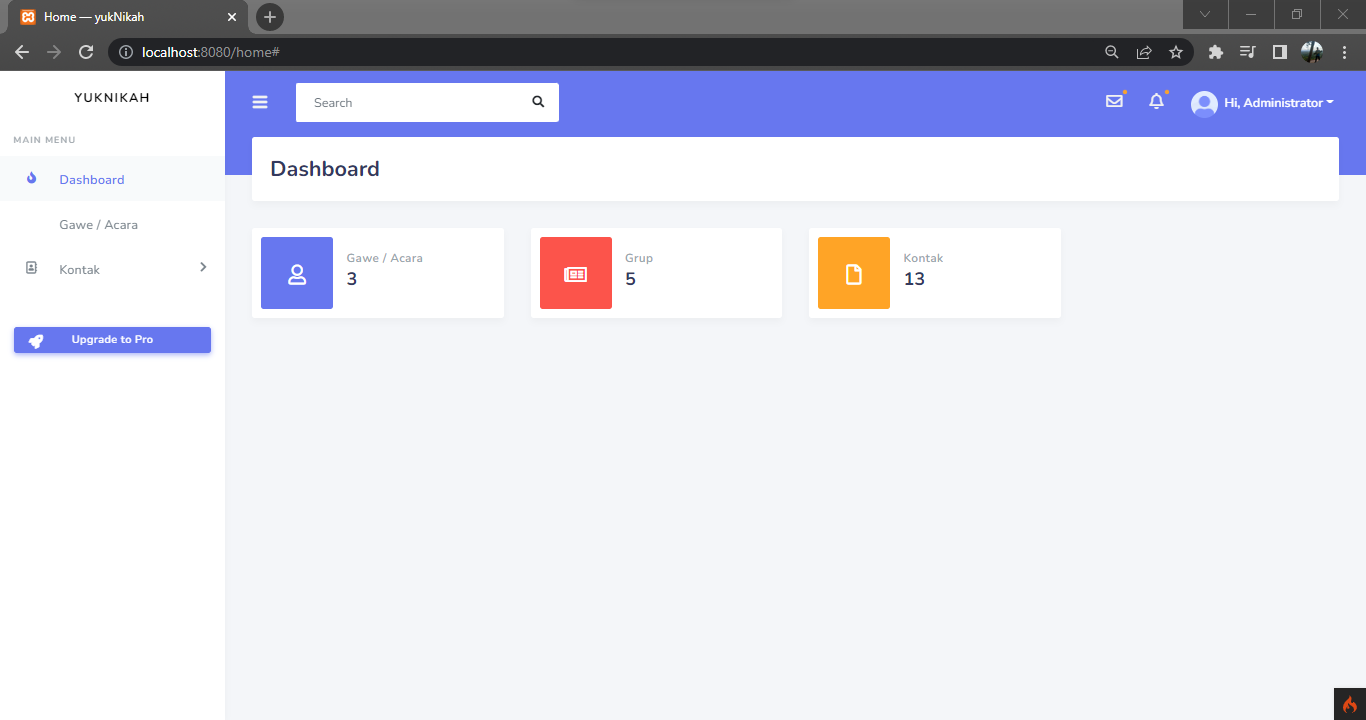 Home — yukNikah
localhost:8080/home#
YUKNIKAH
Search
Hi, Administrator
MAIN MENU
Dashboard
Gawe / Acara
Kontak
Upgrade to Pro
Dashboard
Gawe / Acara
3
Grup
5
Kontak
13